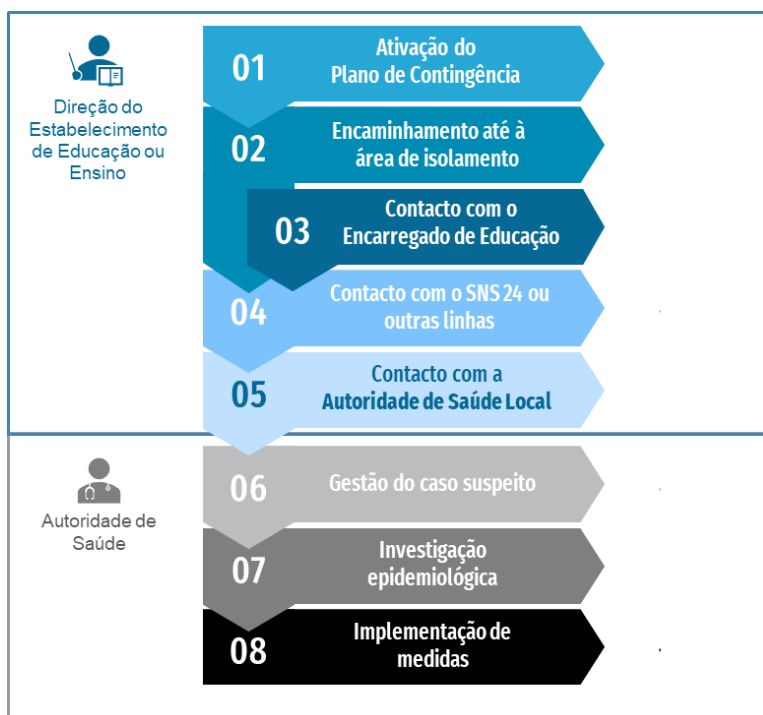 Direção do
Estabelecimento
de Educação ou
Ensino
01
Ativação do
Plano de Contingência
02
Encaminhamento até à
área de isolamento
03
Contacto com o
Encarregado de Educação
04
Contacto com o SNS 24 ou
outras linhas
05
Contacto com a
Autoridade de Saúde Local
Autoridade de
Saúde
06
Gestão do caso suspeito
07
Investigação
epidemiológica
08
Implementação de
medidas